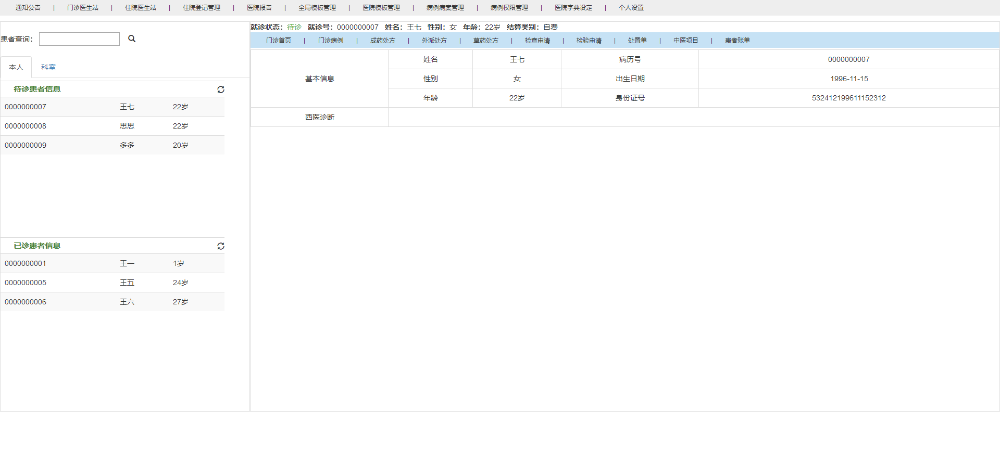 通知公告 | 门诊医生站 | 住院医生站 | 住院登记管理 | 医院报告 | 全局模板管理 | 医院模板管理 | 病例病案管理 | 病例权限管理 | 医院字典设定 | 个人设置
患者查询：
本人 科室
待诊患者信息
0000000007 王七 22岁
0000000008 思思 22岁
0000000009 多多 20岁
已诊患者信息
0000000001 王一 1岁
0000000005 王五 24岁
0000000006 王六 27岁
就诊状态：待诊 就诊号：0000000007 姓名：王七 性别：女 年龄：22岁 结算类别：自费
门诊首页 | 门诊病例 | 成药处方 | 外派处方 | 草药处方 | 检查申请 | 检验申请 | 处置单 | 中医项目 | 患者账单
姓名 王七 病历号 0000000007
基本信息 性别 女 出生日期 1996-11-15
年龄 22岁 身份证号 532412199611152312
西医诊断